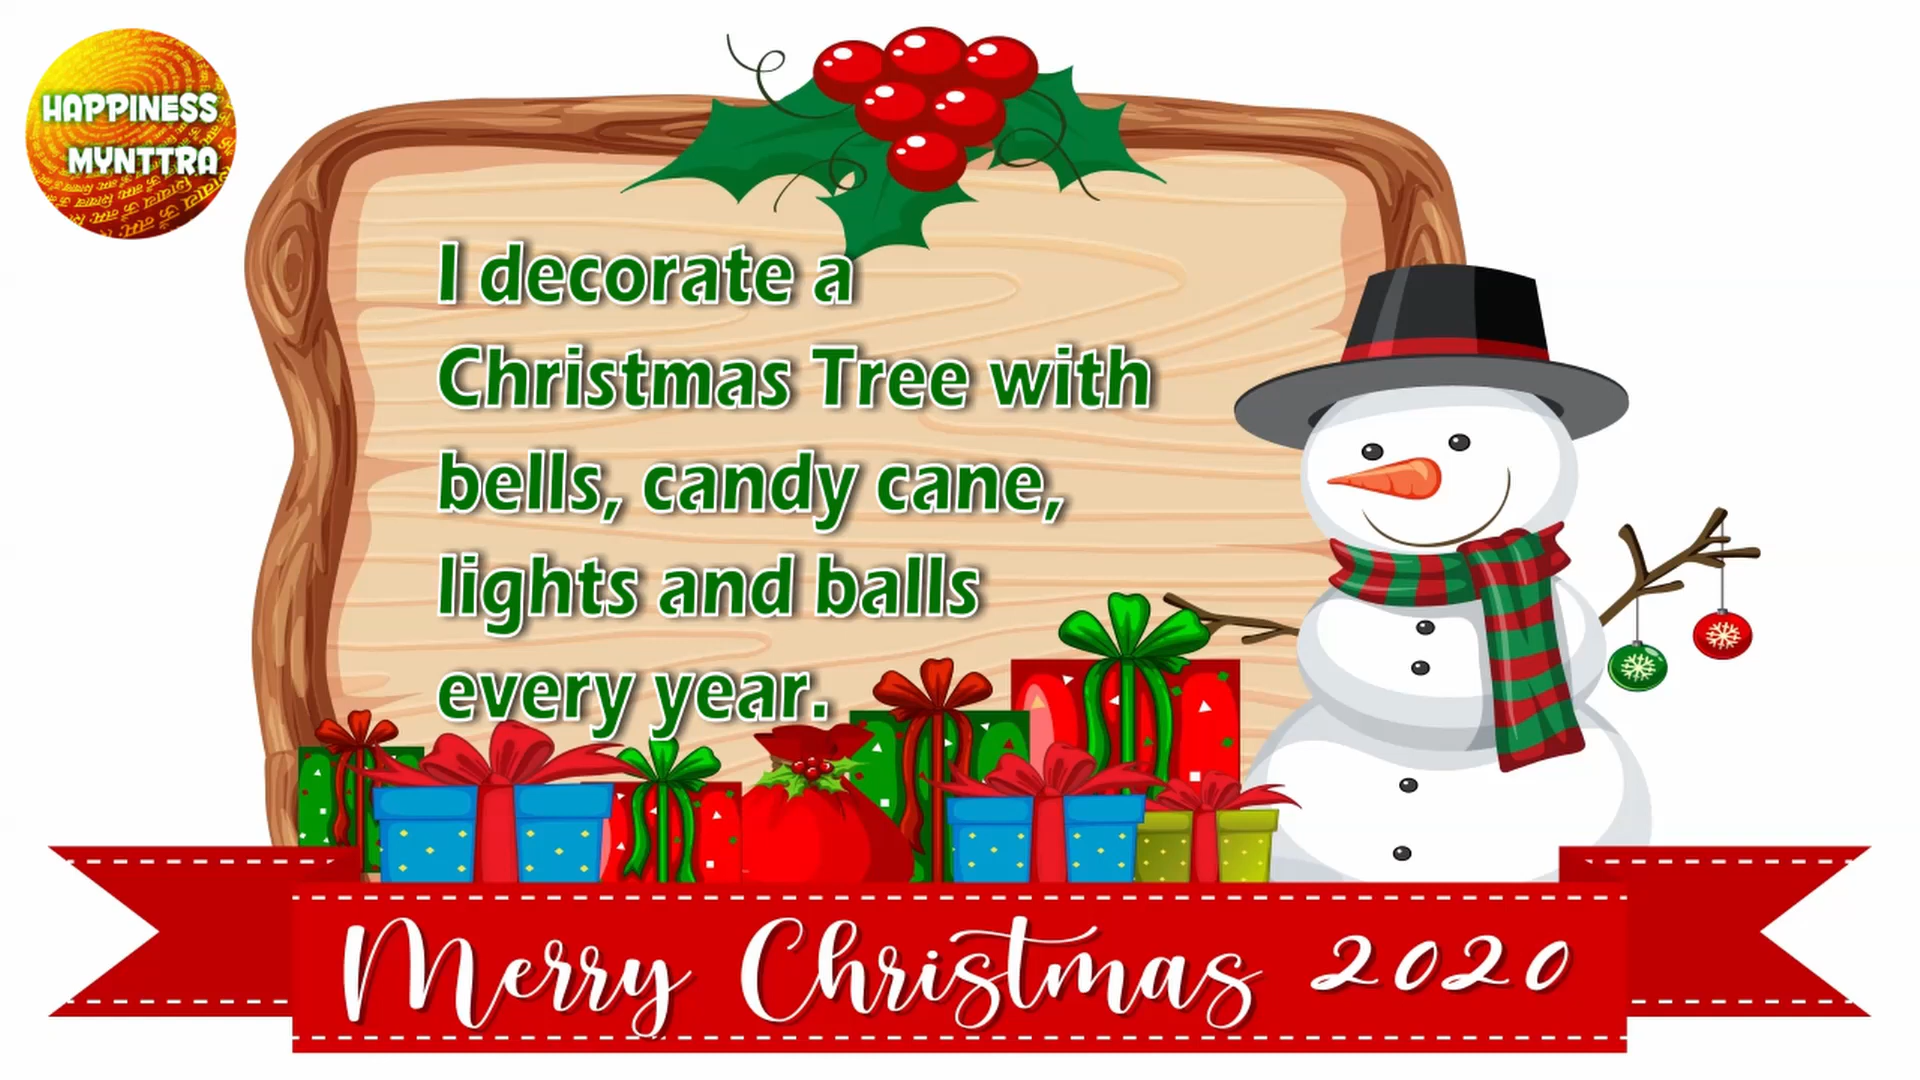 HAPPINESS
MYNTTRA
I decorate a
Christmas Tree with
bells, candy cane,
lights and balls
every year.
Merry Christmas 2020